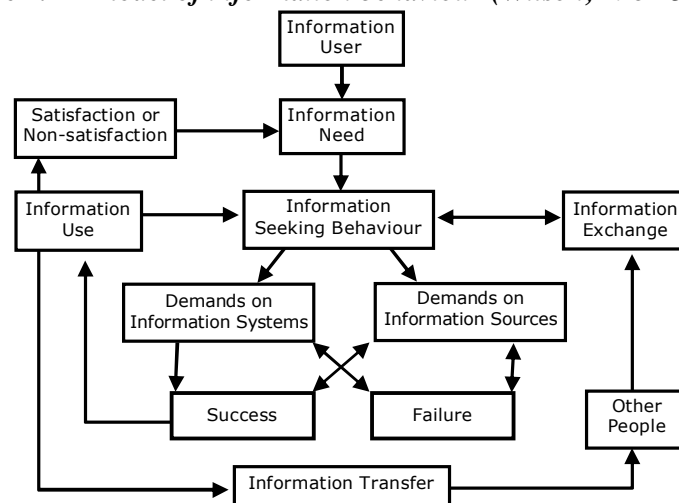 Information
User
Satisfaction or
Non-satisfaction
Information
Need
Information
Use
Information
Seeking Behaviour
Information
Exchange
Demands on
Information Systems
Demands on
Information Sources
Success
Failure
Other
People
Information Transfer